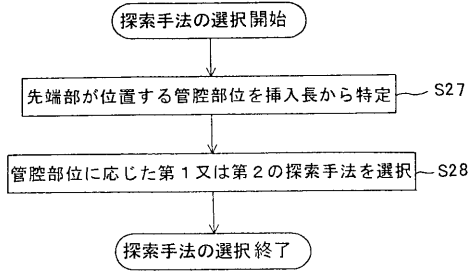 探索手法の選択開始
先端部が位置する管腔部位を挿入長から特定
S27
管腔部位に応じた第1又は第2の探索手法を選択
S28
探索手法の選択終了